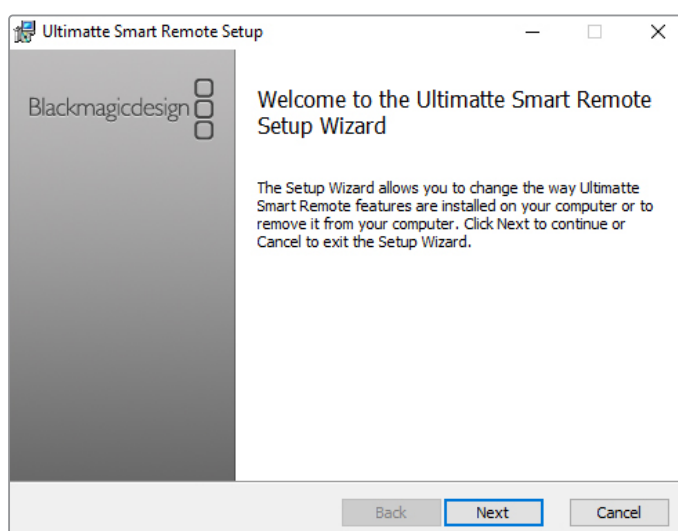 Ultimatte Smart Remote Setup
Blackmagicdesign
Welcome to the Ultimatte Smart Remote
Setup Wizard
The Setup Wizard allows you to change the way Ultimatte
Smart Remote features are installed on your computer or to
remove it from your computer. Click Next to continue or
Cancel to exit the Setup Wizard.
Back
Next
Cancel